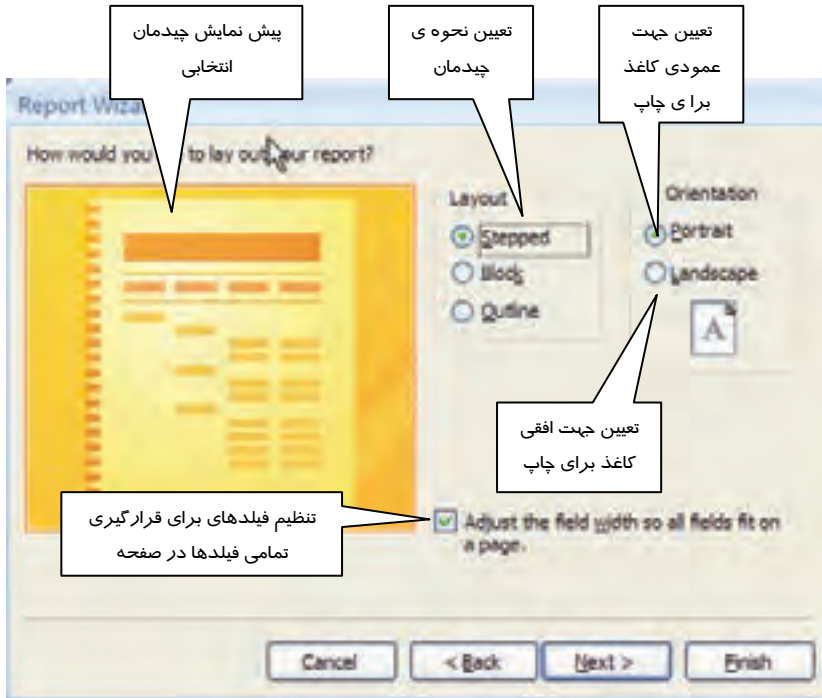 پیش نمایش چیدمان
انتخابی
تعیین نحوه ی
چیدمان
تعیین جهت
عمودی کاغذ
برا ی چاپ
Report Wiza
How would you to lay out your report?
Layout
Stepped
Block
Outline
Orientation
Portrait
Landscape
A
تعیین جهت افقی
کاغذ برای چاپ
تنظیم فیلدهای برای قرارگیری
تمامی فیلدها در صفحه
Adjust the field width so all fields fit on
a page.
Cancel
< Back
Next >
Finish